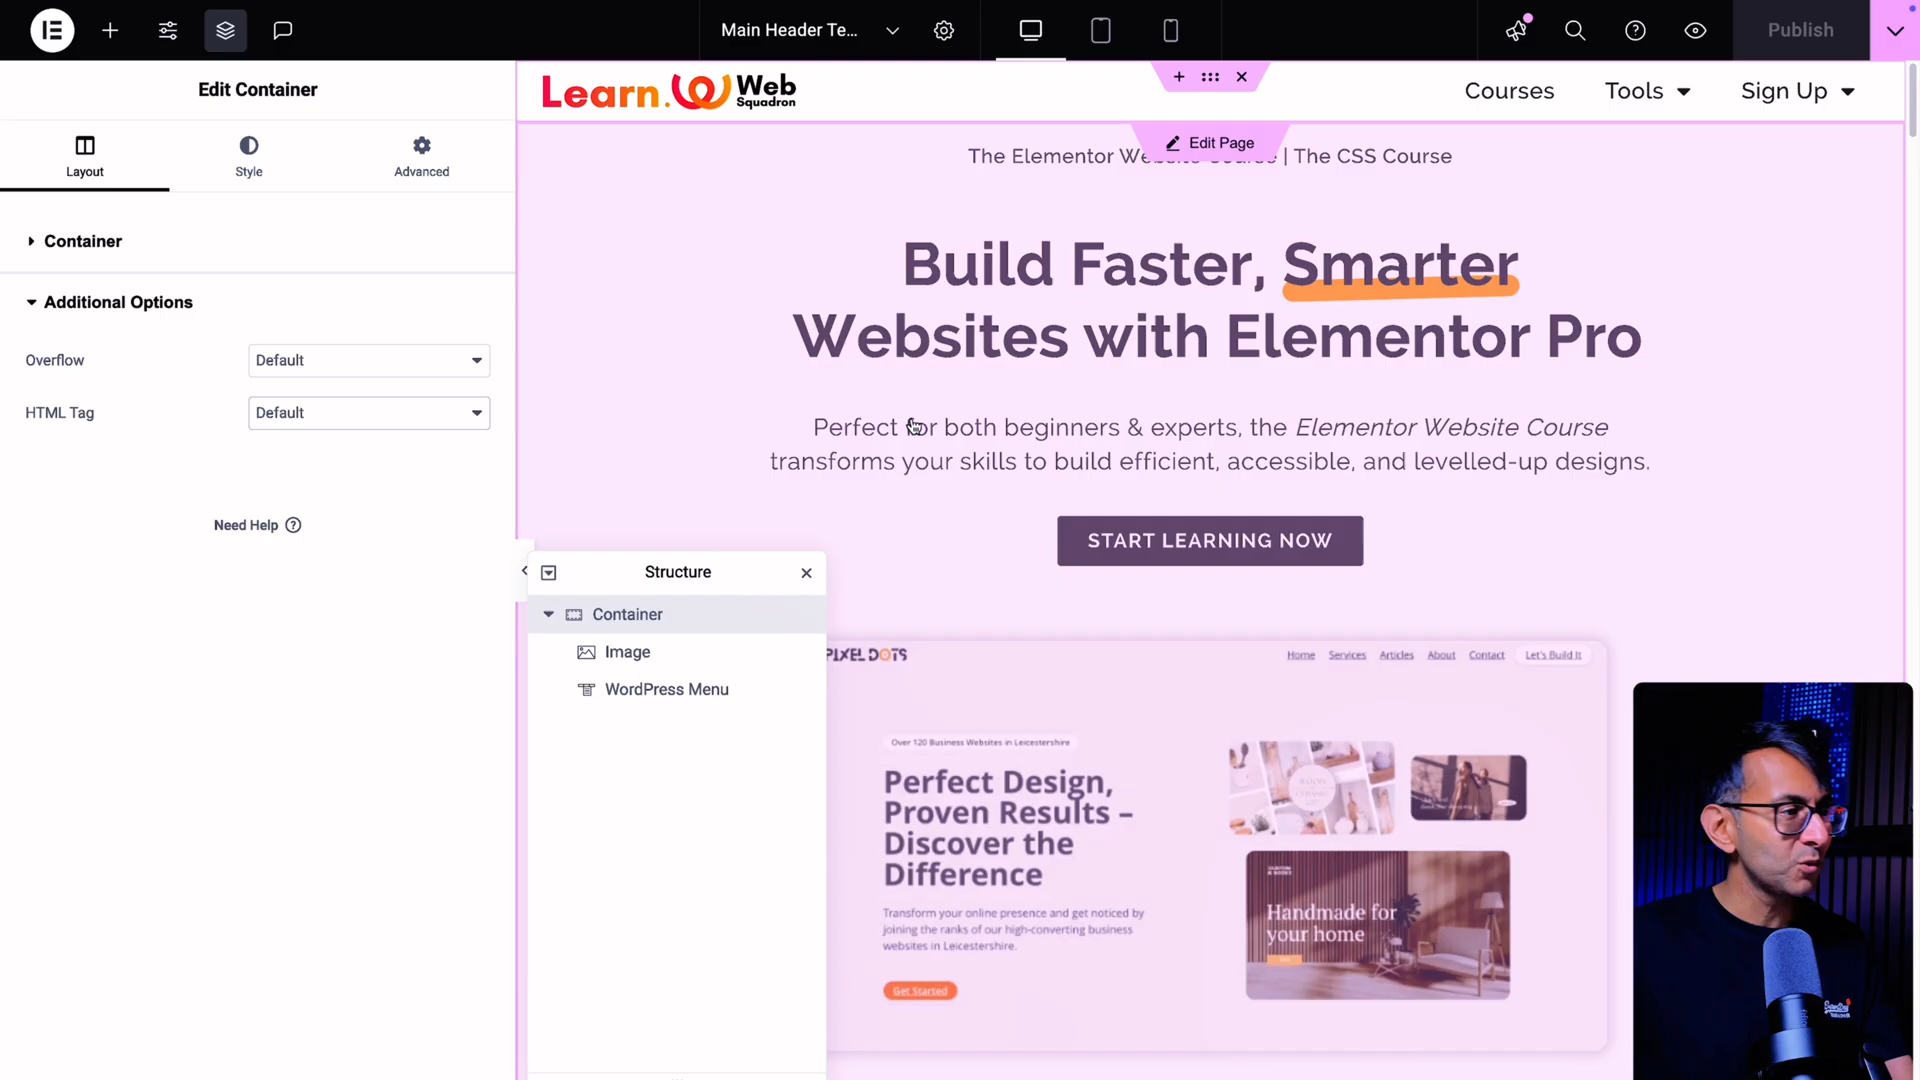 Main Header Te...
Publish
Edit Container
Layout
Style
Advanced
Container
Additional Options
Overflow
Default
HTML Tag
Default
Need Help
Learn. Web Squadron
Courses
Tools
Sign Up
Edit Page
The Elementor Website Course | The CSS Course
Build Faster, Smarter
Websites with Elementor Pro
Perfect for both beginners & experts, the Elementor Website Course
transforms your skills to build efficient, accessible, and levelled-up designs.
START LEARNING NOW
Structure
Container
Image
WordPress Menu
PIXEL DOTS
Home
Services
Articles
About
Contact
Let's Build It
Over 120 Business Websites in Leicestershire
Perfect Design,
Proven Results –
Discover the
Difference
Transform your online presence and get noticed by
joining the ranks of our high-converting business
websites in Leicestershire.
Get Started
Handmade for
your home